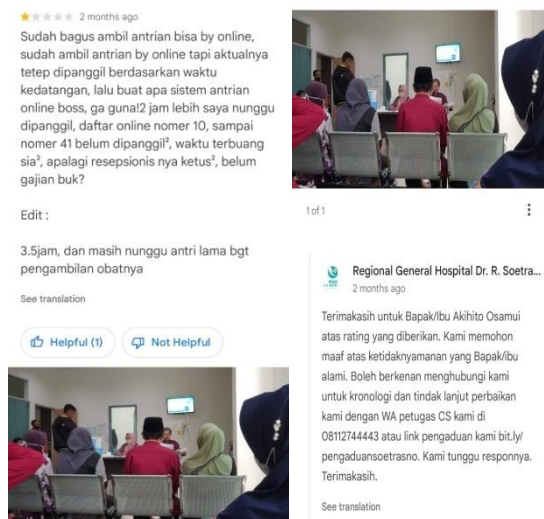 2 months ago
Sudah bagus ambil antrian bisa by online,
sudah ambil antrian by online tapi aktualnya
tetep dipanggil berdasarkan waktu
kedatangan, lalu buat apa sistem antrian
online boss, ga guna!2 jam lebih saya nunggu
dipanggil, daftar online nomer 10, sampai
nomer 41 belum dipanggil², waktu terbuang
sia², apalagi resepsionis nya ketus², belum
gajian buk?
Edit :
3.5jam, dan masih nunggu antri lama bgt
pengambilan obatnya
See translation
Helpful (1)
Not Helpful
1 of 1
Regional General Hospital Dr. R. Soetra...
2 months ago
Terimakasih untuk Bapak/Ibu Akihito Osamui
atas rating yang diberikan. Kami memohon
maaf atas ketidaknyamanan yang Bapak/ibu
alami. Boleh berkenan menghubungi kami
untuk kronologi dan tindak lanjut perbaikan
kami dengan WA petugas CS kami di
08112744443 atau link pengaduan kami bit.ly/
pengaduansoetrasno. Kami tunggu responnya.
Terimakasih.
See translation